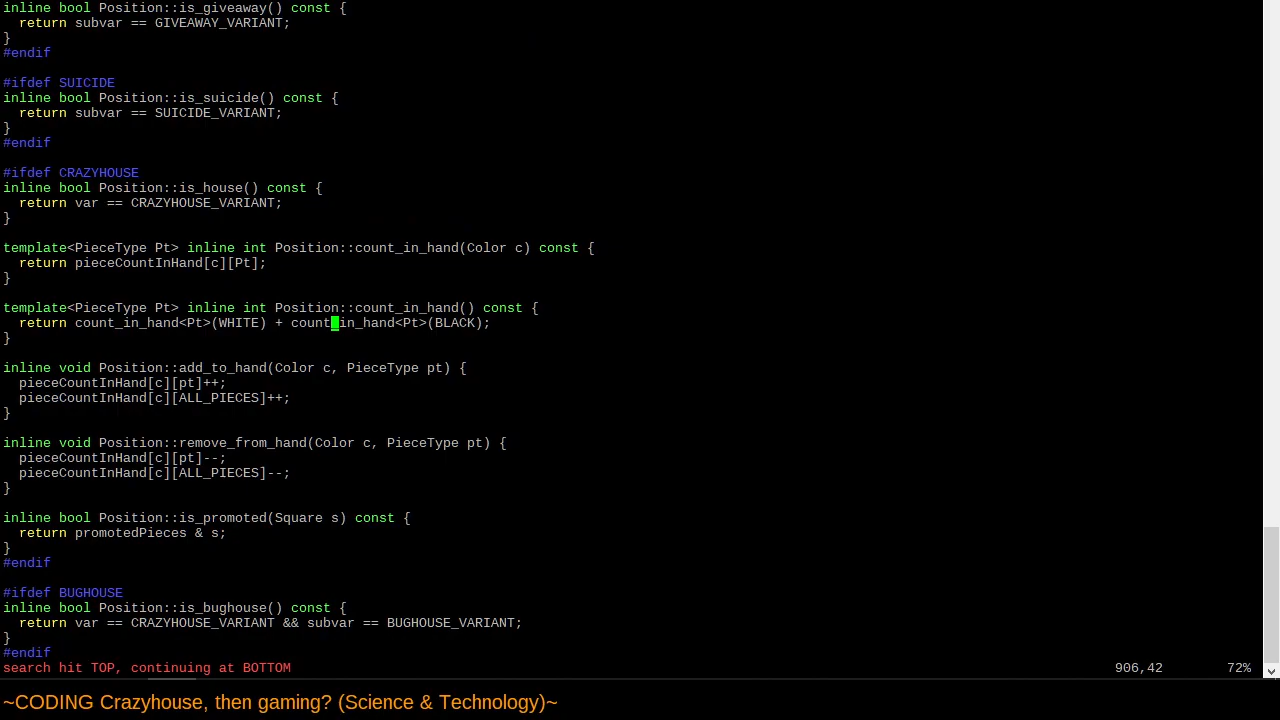 inline bool Position::is_giveaway() const {
  return subvar == GIVEAWAY_VARIANT;
}
#endif

#ifdef SUICIDE
inline bool Position::is_suicide() const {
  return subvar == SUICIDE_VARIANT;
}
#endif

#ifdef CRAZYHOUSE
inline bool Position::is_house() const {
  return var == CRAZYHOUSE_VARIANT;
}

template<PieceType Pt> inline int Position::count_in_hand(Color c) const {
  return pieceCountInHand[c][Pt];
}

template<PieceType Pt> inline int Position::count_in_hand() const {
  return count_in_hand<Pt>(WHITE) + count_in_hand<Pt>(BLACK);
}

inline void Position::add_to_hand(Color c, PieceType pt) {
  pieceCountInHand[c][pt]++;
  pieceCountInHand[c][ALL_PIECES]++;
}

inline void Position::remove_from_hand(Color c, PieceType pt) {
  pieceCountInHand[c][pt]--;
  pieceCountInHand[c][ALL_PIECES]--;
}

inline bool Position::is_promoted(Square s) const {
  return promotedPieces & s;
}
#endif

#ifdef BUGHOUSE
inline bool Position::is_bughouse() const {
  return var == CRAZYHOUSE_VARIANT && subvar == BUGHOUSE_VARIANT;
}
#endif
search hit TOP, continuing at BOTTOM 906,42 72%
~CODING Crazyhouse, then gaming? (Science & Technology)~